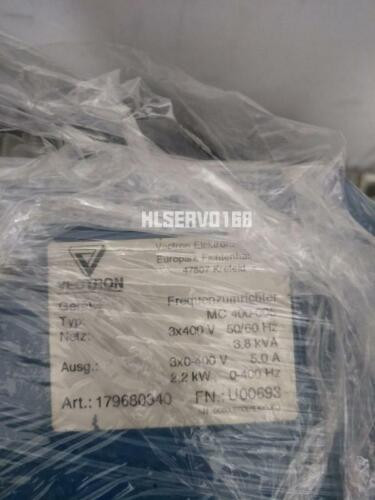 HLSERVO168
VECTRON
Vectron Elektronik
Europark Fichtenhain
47807 Krefeld
Gerät: Frequenzumrichter
Typ: MC 400-
Netz: 3x400 V 50/60 Hz
3.8 kVA
Ausg.: 3x0-400 V 5.0 A
2.2 kW 0-400 Hz
Art.: 179680340 FN.: U00693